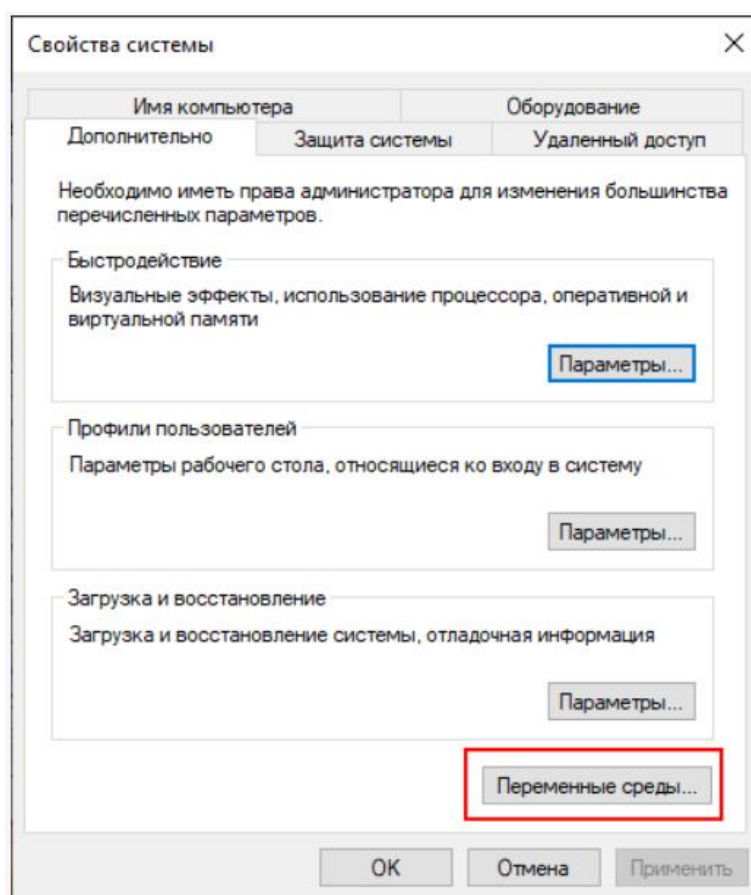 Свойства системы
Имя компьютера
Оборудование
Дополнительно
Защита системы
Удаленный доступ
Необходимо иметь права администратора для изменения большинства
перечисленных параметров.
Быстродействие
Визуальные эффекты, использование процессора, оперативной и
виртуальной памяти
Параметры...
Профили пользователей
Параметры рабочего стола, относящиеся ко входу в систему
Параметры...
Загрузка и восстановление
Загрузка и восстановление системы, отладочная информация
Параметры...
Переменные среды...
ОК
Отмена
Применить